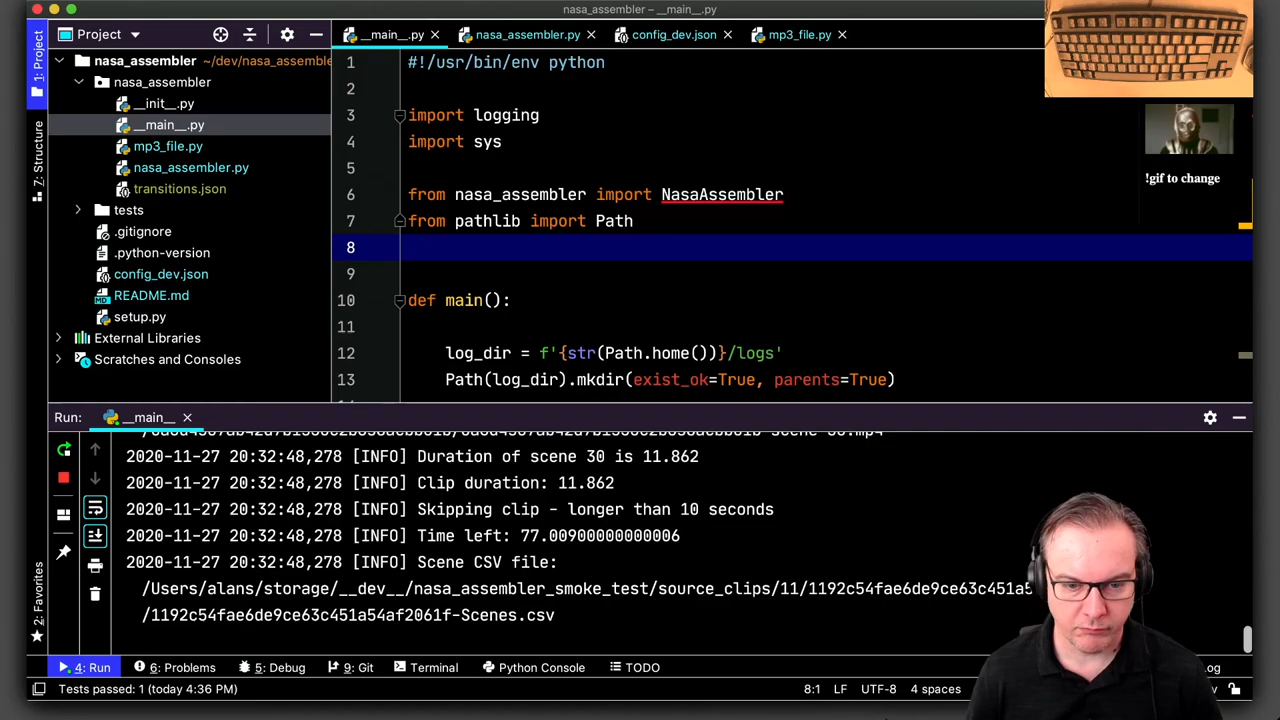 nasa_assembler – __main__.py
Project
__main__.py
nasa_assembler.py
config_dev.json
mp3_file.py
1: Project
7: Structure
2: Favorites
nasa_assembler ~/dev/nasa_assemble
nasa_assembler
__init__.py
__main__.py
mp3_file.py
nasa_assembler.py
transitions.json
tests
.gitignore
.python-version
config_dev.json
README.md
setup.py
External Libraries
Scratches and Consoles
1 #!/usr/bin/env python
2
3 import logging
4 import sys
5
6 from nasa_assembler import NasaAssembler
7 from pathlib import Path
8
9
10 def main():
11
12 log_dir = f'{str(Path.home())}/logs'
13 Path(log_dir).mkdir(exist_ok=True, parents=True)
!gif to change
Run: __main__
2020-11-27 20:32:48,278 [INFO] Duration of scene 30 is 11.862
2020-11-27 20:32:48,278 [INFO] Clip duration: 11.862
2020-11-27 20:32:48,278 [INFO] Skipping clip - longer than 10 seconds
2020-11-27 20:32:48,278 [INFO] Time left: 77.00900000000006
2020-11-27 20:32:48,278 [INFO] Scene CSV file:
/Users/alans/storage/__dev__/nasa_assembler_smoke_test/source_clips/11/1192c54fae6de9ce63c451a5
/1192c54fae6de9ce63c451a54af2061f-Scenes.csv
4: Run 6: Problems 5: Debug 9: Git Terminal Python Console TODO
Tests passed: 1 (today 4:36 PM) 8:1 LF UTF-8 4 spaces